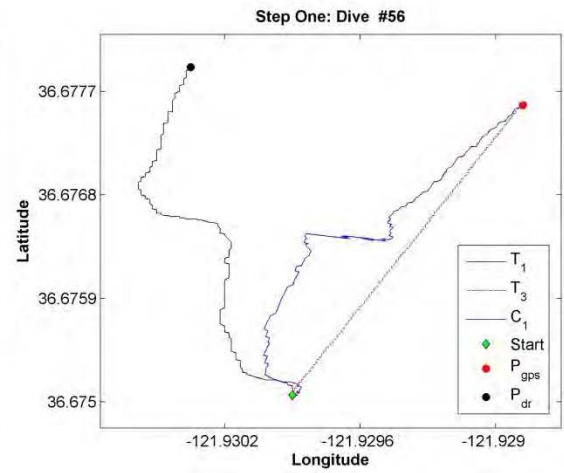 Step One: Dive #56
Latitude
36.6777
36.6768
36.6759
36.675
-121.9302
-121.9296
-121.929
Longitude
T1
T3
C1
Start
Pgps
Pdr